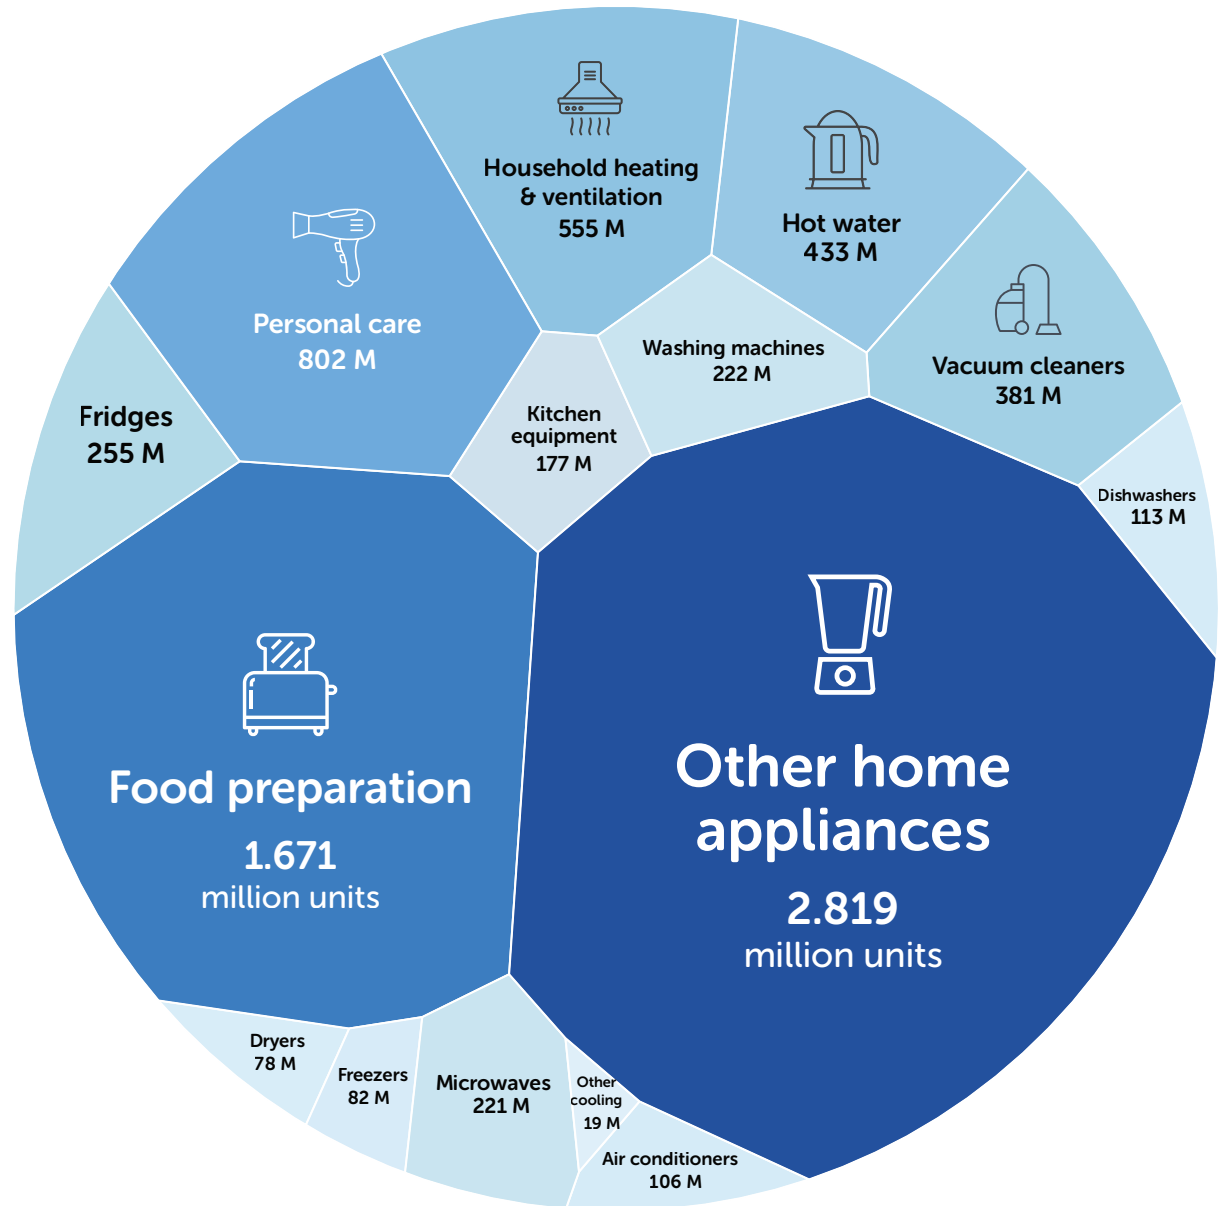 Household heating
& ventilation
555 M
Hot water
433 M
Personal care
802 M
Washing machines
222 M
Vacuum cleaners
381 M
Fridges
255 M
Kitchen
equipment
177 M
Dishwashers
113 M
Food preparation
1.671
million units
Other home
appliances
2.819
million units
Dryers
78 M
Freezers
82 M
Microwaves
221 M
Other
cooling
19 M
Air conditioners
106 M